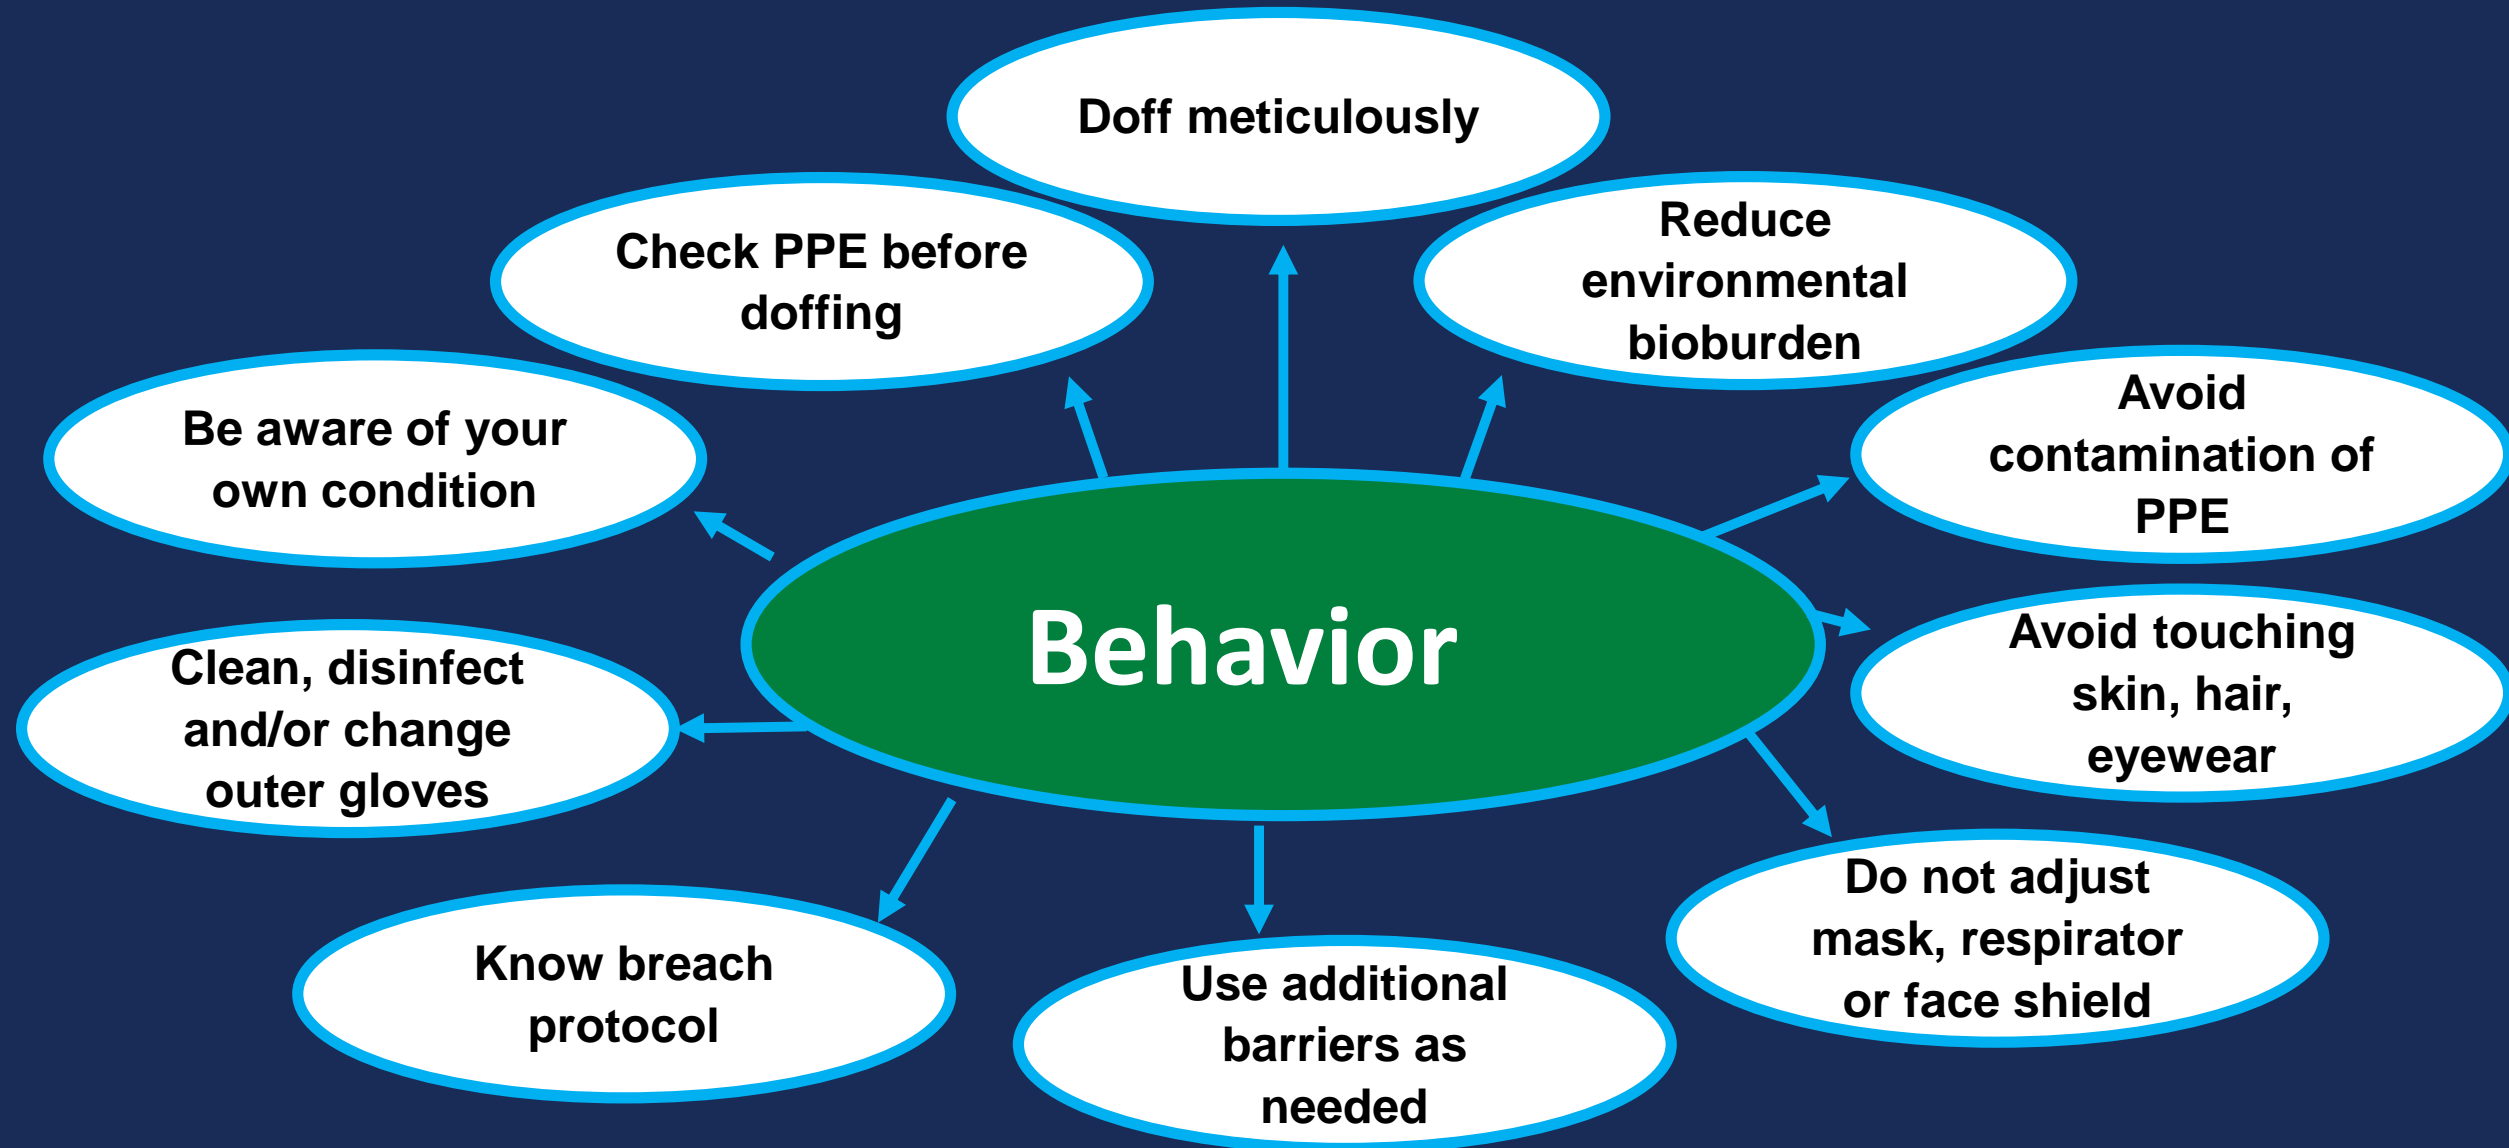 Doff meticulously
Check PPE before
doffing
Reduce
environmental
bioburden
Be aware of your
own condition
Avoid
contamination of
PPE
Behavior
Clean, disinfect
and/or change
outer gloves
Avoid touching
skin, hair,
eyewear
Know breach
protocol
Use additional
barriers as
needed
Do not adjust
mask, respirator
or face shield